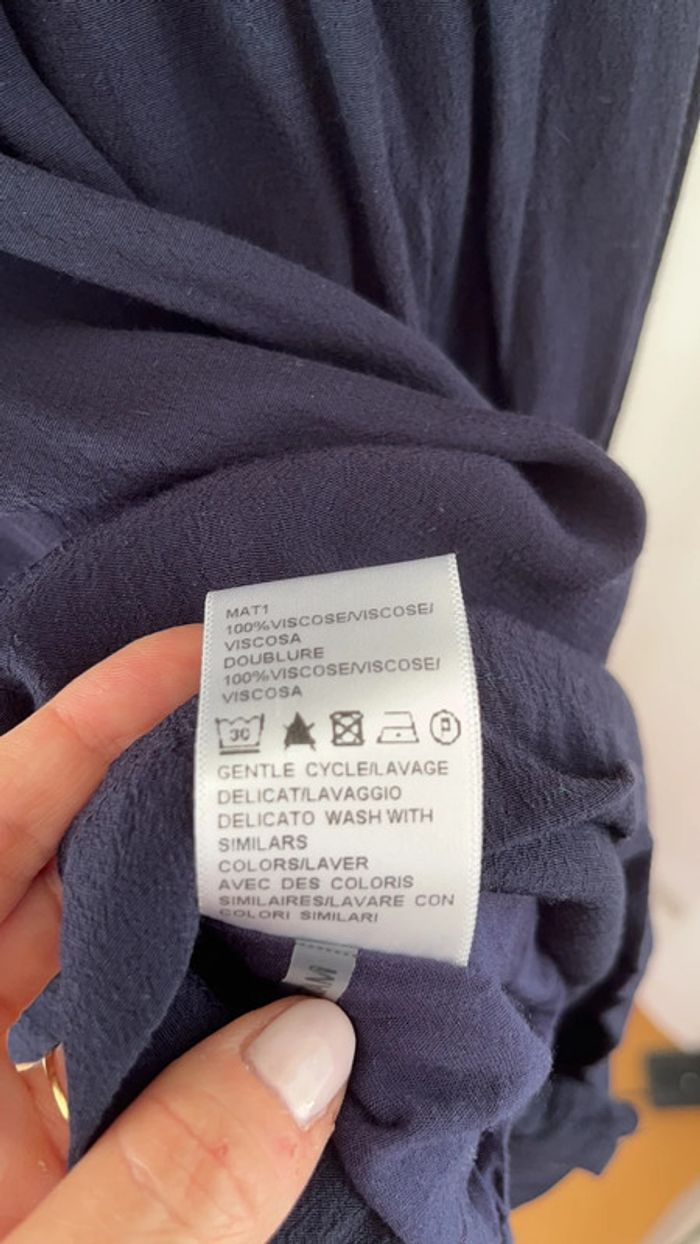 MAT1
100%VISCOSE/VISCOSE/
VISCOSA
DOUBLURE
100%VISCOSE/VISCOSE/
VISCOSA
30 P
GENTLE CYCLE/LAVAGE
DELICAT/LAVAGGIO
DELICATO WASH WITH
SIMILARS
COLORS/LAVER
AVEC DES COLORIS
SIMILAIRES/LAVARE CON
COLORI SIMILARI